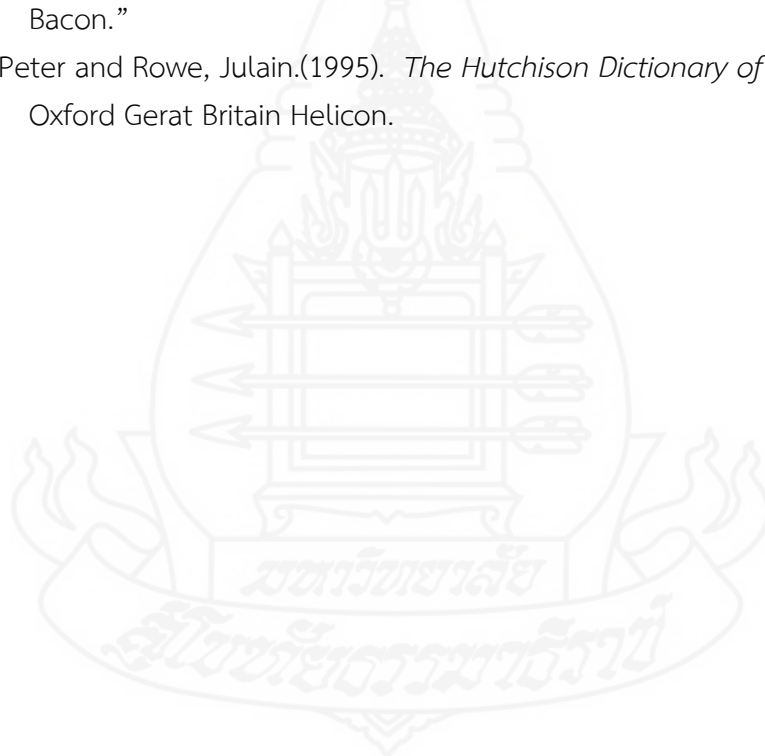 Bacon.”
Peter and Rowe, Julain.(1995). The Hutchison Dictionary of
Oxford Gerat Britain Helicon.
มหาวิทยาลัย
สุโขทัยธรรมาธิราช